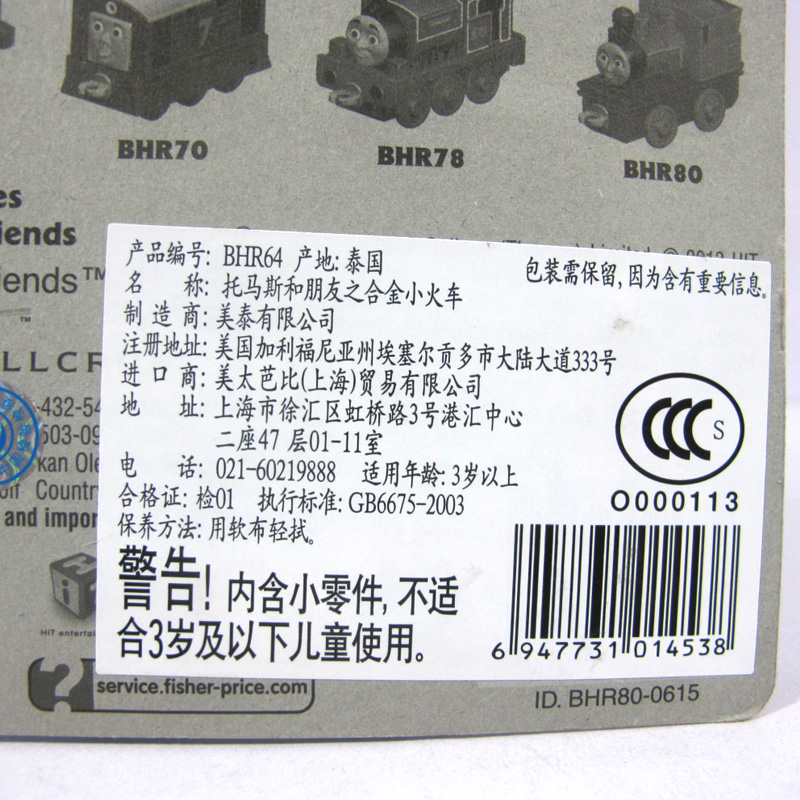 BHR70
BHR78
BHR80
es
iends
iends™
™
LLCR
产品编号: BHR64 产地: 泰国
包装需保留,因为含有重要信息。
名 称: 托马斯和朋友之合金小火车
制 造 商: 美泰有限公司
注册地址: 美国加利福尼亚州埃塞尔贡多市大陆大道333号
进 口 商: 美太芭比(上海)贸易有限公司
地 址: 上海市徐汇区虹桥路3号港汇中心
二座47 层01-11室
电 话: 021-60219888 适用年龄: 3岁以上
合格证: 检01 执行标准: GB6675-2003
保养方法: 用软布轻拭。
警告! 内含小零件, 不适
合3岁及以下儿童使用。
CCC S
O000113
6 947731 014538
-432-54
503-09
kan Ole
Countr
and impor
HiT entertai
service.fisher-price.com
ID. BHR80-0615